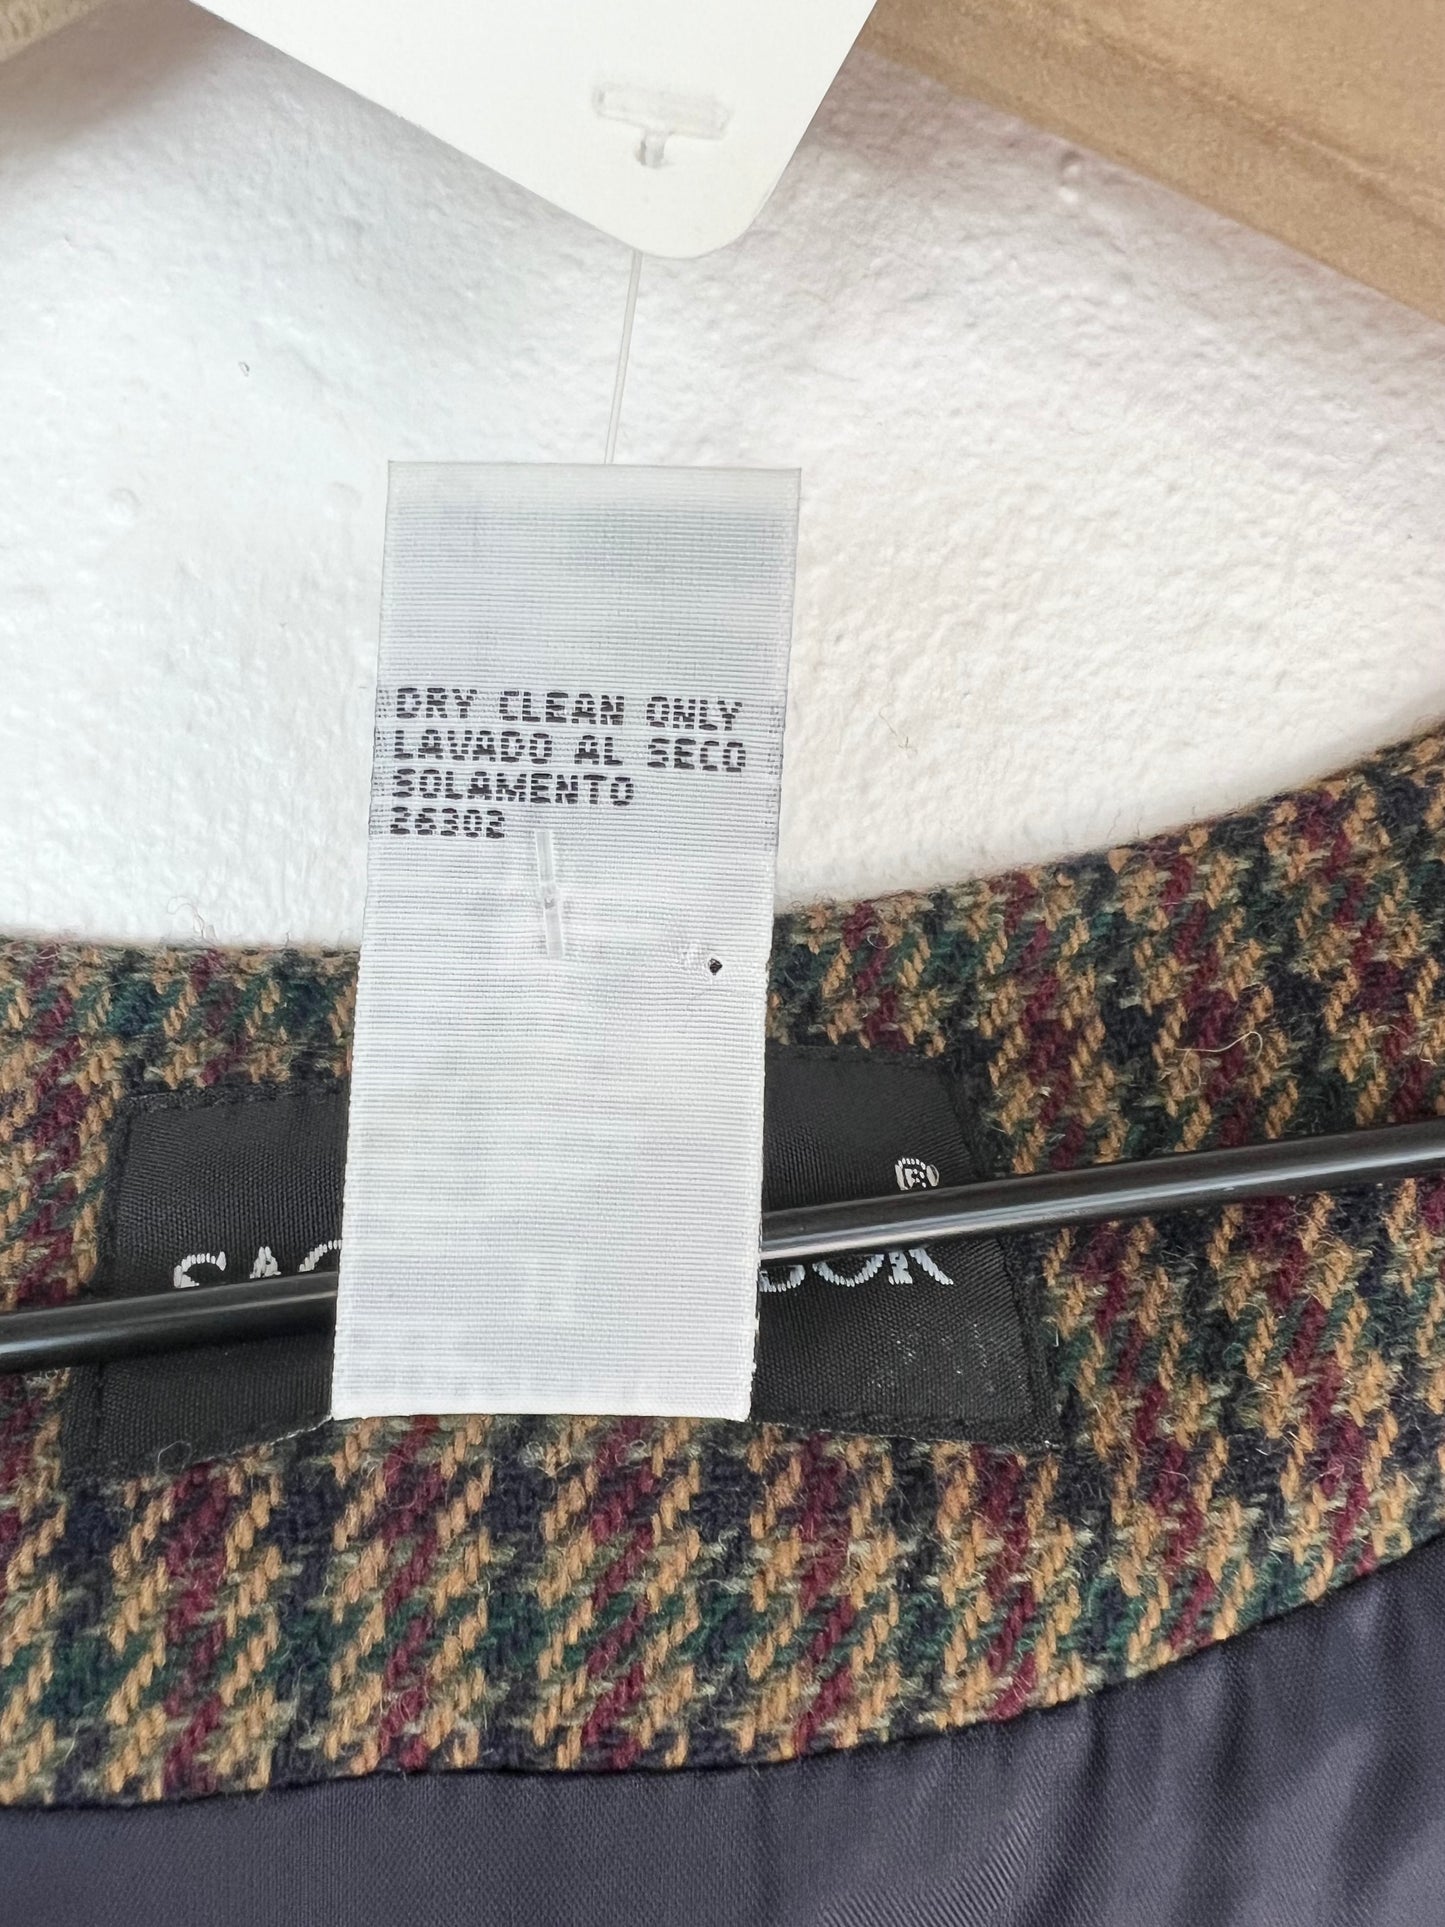 DRY CLEAN ONLY
LAVADO AL SECO
SOLAMENTO
26302
®